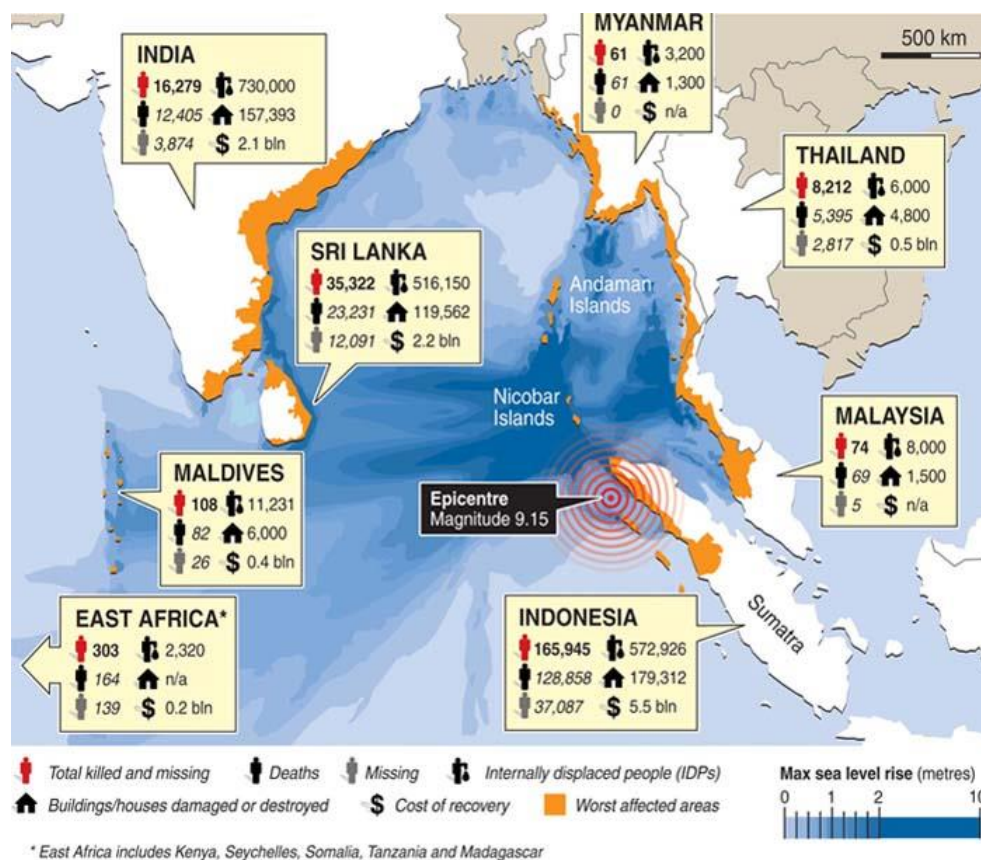 MYANMAR
61 3,200
61 1,300
0 $ n/a
500 km
INDIA
16,279 730,000
12,405 157,393
3,874 $ 2.1 bln
THAILAND
8,212 6,000
5,395 4,800
2,817 $ 0.5 bln
SRI LANKA
35,322 516,150
23,231 119,562
12,091 $ 2.2 bln
Andaman
Islands
Nicobar
Islands
MALAYSIA
74 8,000
69 1,500
5 $ n/a
MALDIVES
108 11,231
82 6,000
26 $ 0.4 bln
Epicentre
Magnitude 9.15
EAST AFRICA*
303 2,320
164 n/a
139 $ 0.2 bln
INDONESIA
165,945 572,926
128,858 179,312
37,087 $ 5.5 bln
Sumatra
Total killed and missing Deaths Missing Internally displaced people (IDPs)
Buildings/houses damaged or destroyed $ Cost of recovery Worst affected areas
Max sea level rise (metres)
0 1 2 10
* East Africa includes Kenya, Seychelles, Somalia, Tanzania and Madagascar